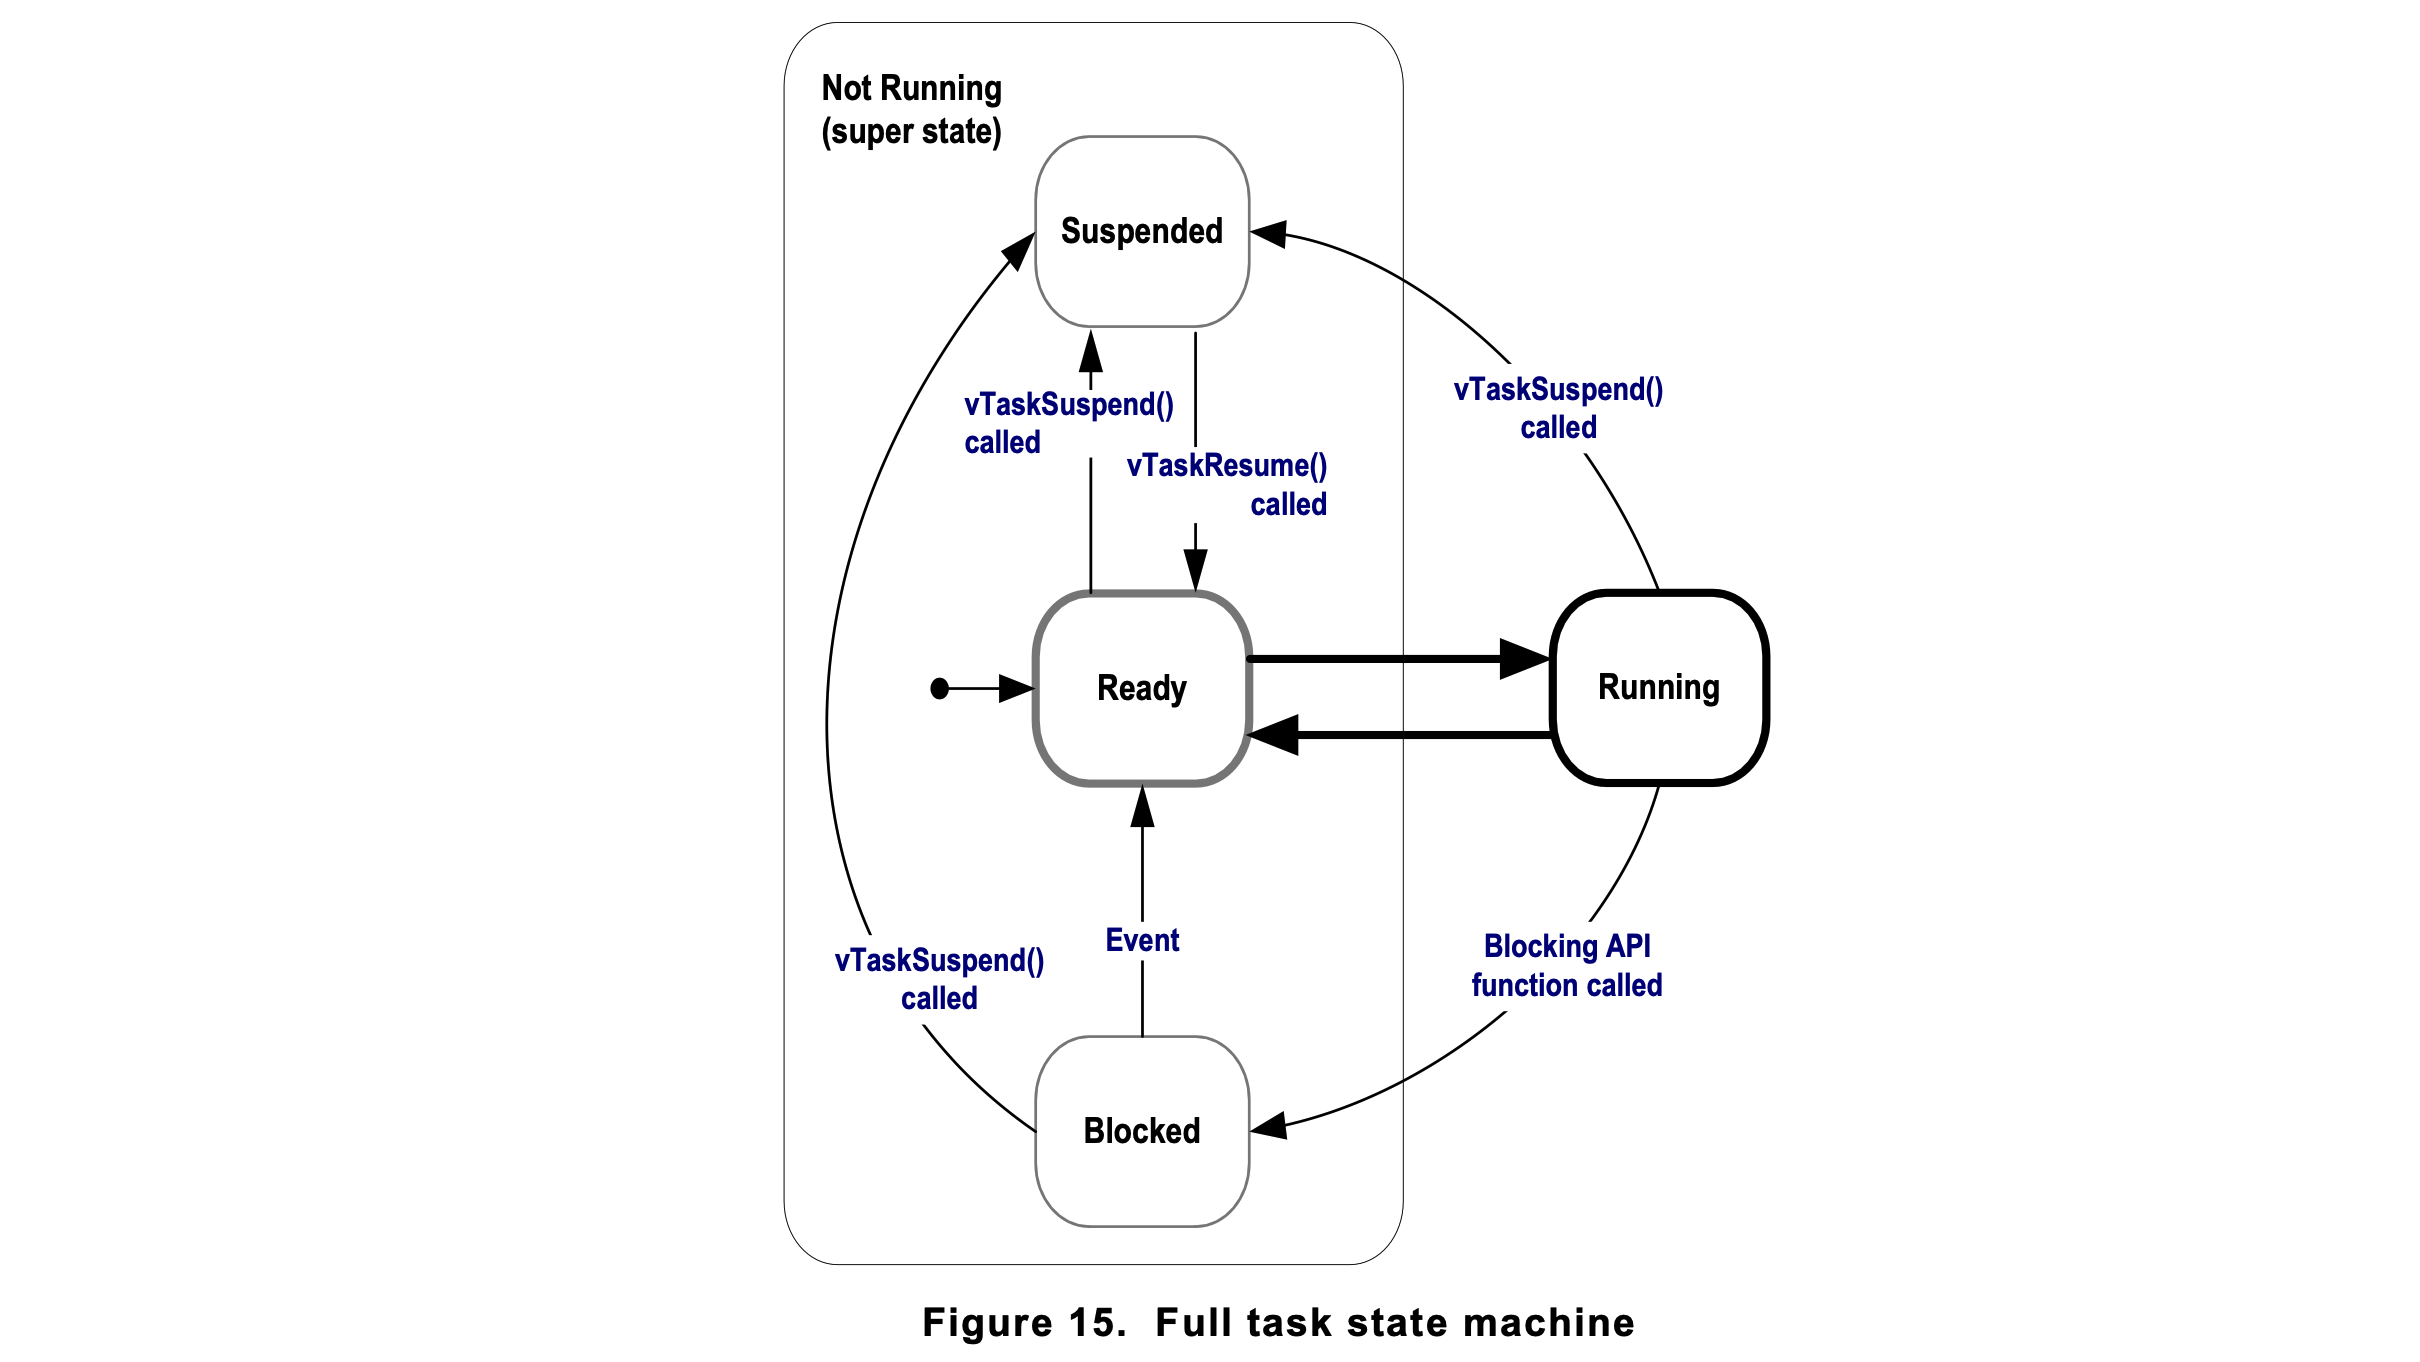 Not Running
(super state)
Suspended
vTaskSuspend()
called
vTaskResume()
called
vTaskSuspend()
called
Ready
Running
Event
vTaskSuspend()
called
Blocking API
function called
Blocked
Figure 15. Full task state machine